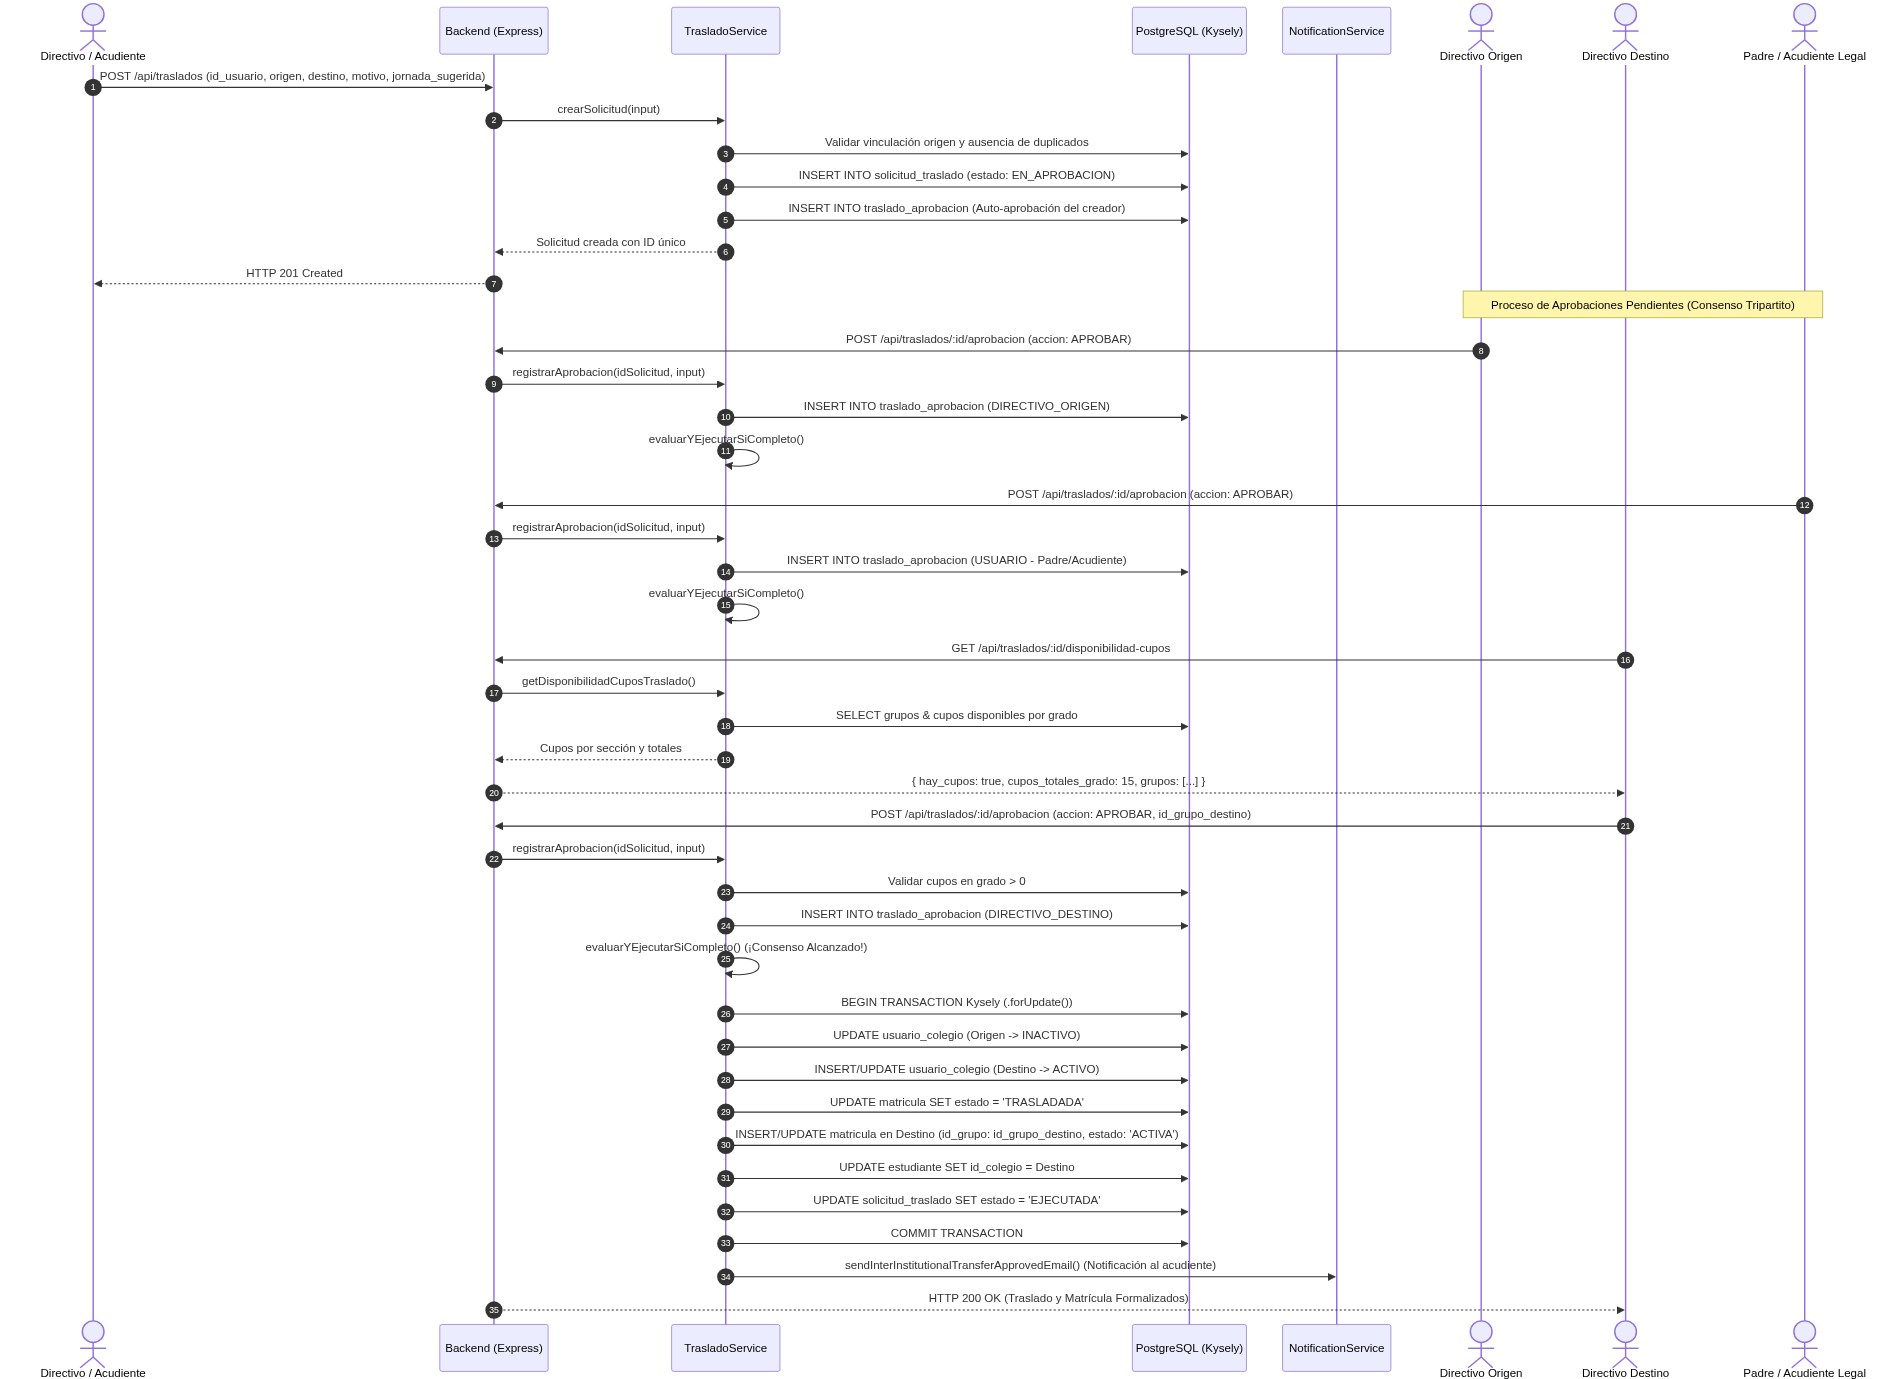 Directivo / Acudiente
Backend (Express)
TrasladoService
PostgreSQL (Kysely)
NotificationService
Directivo Origen
Directivo Destino
Padre / Acudiente Legal
POST /api/traslados (id_usuario, origen, destino, motivo, jornada_sugerida)
1
crearSolicitud(input)
2
Validar vinculación origen y ausencia de duplicados
3
INSERT INTO solicitud_traslado (estado: EN_APROBACION)
4
INSERT INTO traslado_aprobacion (Auto-aprobación del creador)
5
Solicitud creada con ID único
6
HTTP 201 Created
7
Proceso de Aprobaciones Pendientes (Consenso Tripartito)
POST /api/traslados/:id/aprobacion (accion: APROBAR)
8
registrarAprobacion(idSolicitud, input)
9
INSERT INTO traslado_aprobacion (DIRECTIVO_ORIGEN)
10
evaluarYEjecutarSiCompleto()
11
POST /api/traslados/:id/aprobacion (accion: APROBAR)
12
registrarAprobacion(idSolicitud, input)
13
INSERT INTO traslado_aprobacion (USUARIO - Padre/Acudiente)
14
evaluarYEjecutarSiCompleto()
15
GET /api/traslados/:id/disponibilidad-cupos
16
getDisponibilidadCuposTraslado()
17
SELECT grupos & cupos disponibles por grado
18
Cupos por sección y totales
19
{ hay_cupos: true, cupos_totales_grado: 15, grupos: [...] }
20
POST /api/traslados/:id/aprobacion (accion: APROBAR, id_grupo_destino)
21
registrarAprobacion(idSolicitud, input)
22
Validar cupos en grado > 0
23
INSERT INTO traslado_aprobacion (DIRECTIVO_DESTINO)
24
evaluarYEjecutarSiCompleto() (¡Consenso Alcanzado!)
25
BEGIN TRANSACTION Kysely (.forUpdate())
26
UPDATE usuario_colegio (Origen -> INACTIVO)
27
INSERT/UPDATE usuario_colegio (Destino -> ACTIVO)
28
UPDATE matricula SET estado = 'TRASLADADA'
29
INSERT/UPDATE matricula en Destino (id_grupo: id_grupo_destino, estado: 'ACTIVA')
30
UPDATE estudiante SET id_colegio = Destino
31
UPDATE solicitud_traslado SET estado = 'EJECUTADA'
32
COMMIT TRANSACTION
33
sendInterInstitutionalTransferApprovedEmail() (Notificación al acudiente)
34
HTTP 200 OK (Traslado y Matrícula Formalizados)
35
Directivo / Acudiente
Backend (Express)
TrasladoService
PostgreSQL (Kysely)
NotificationService
Directivo Origen
Directivo Destino
Padre / Acudiente Legal